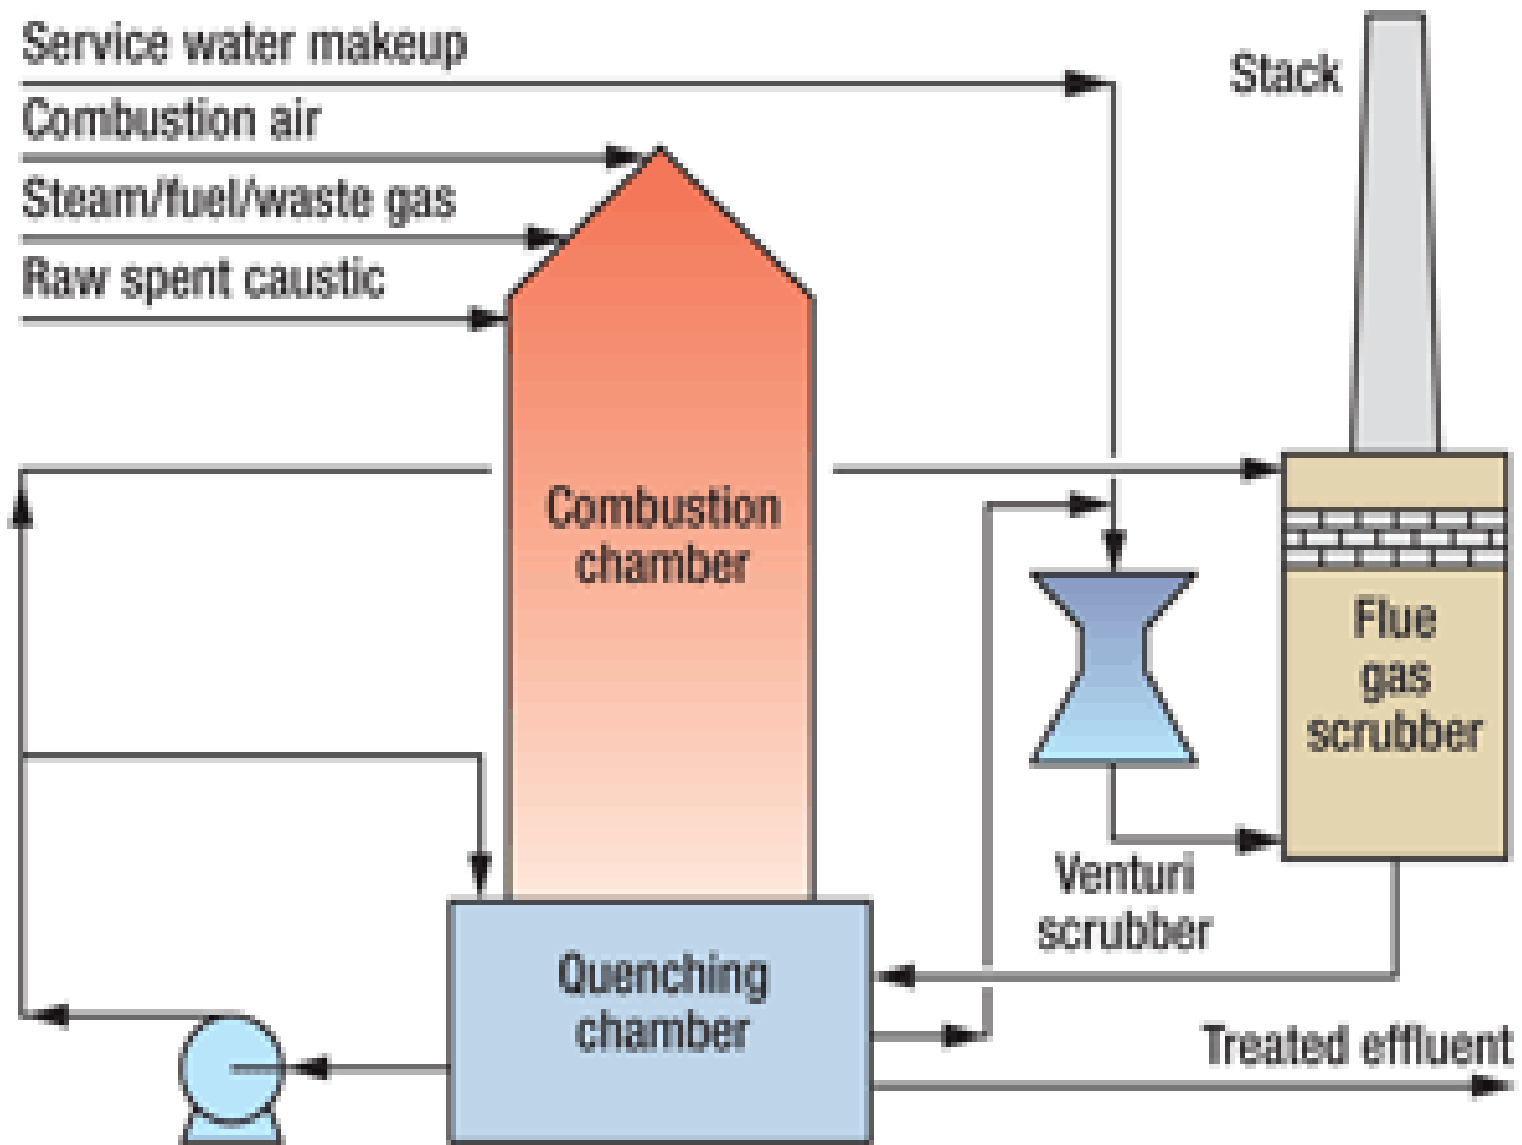 Service water makeup
Combustion air
Steam/fuel/waste gas
Raw spent caustic
Stack
Combustion
chamber
Flue
gas
scrubber
Venturi
scrubber
Quenching
chamber
Treated effluent